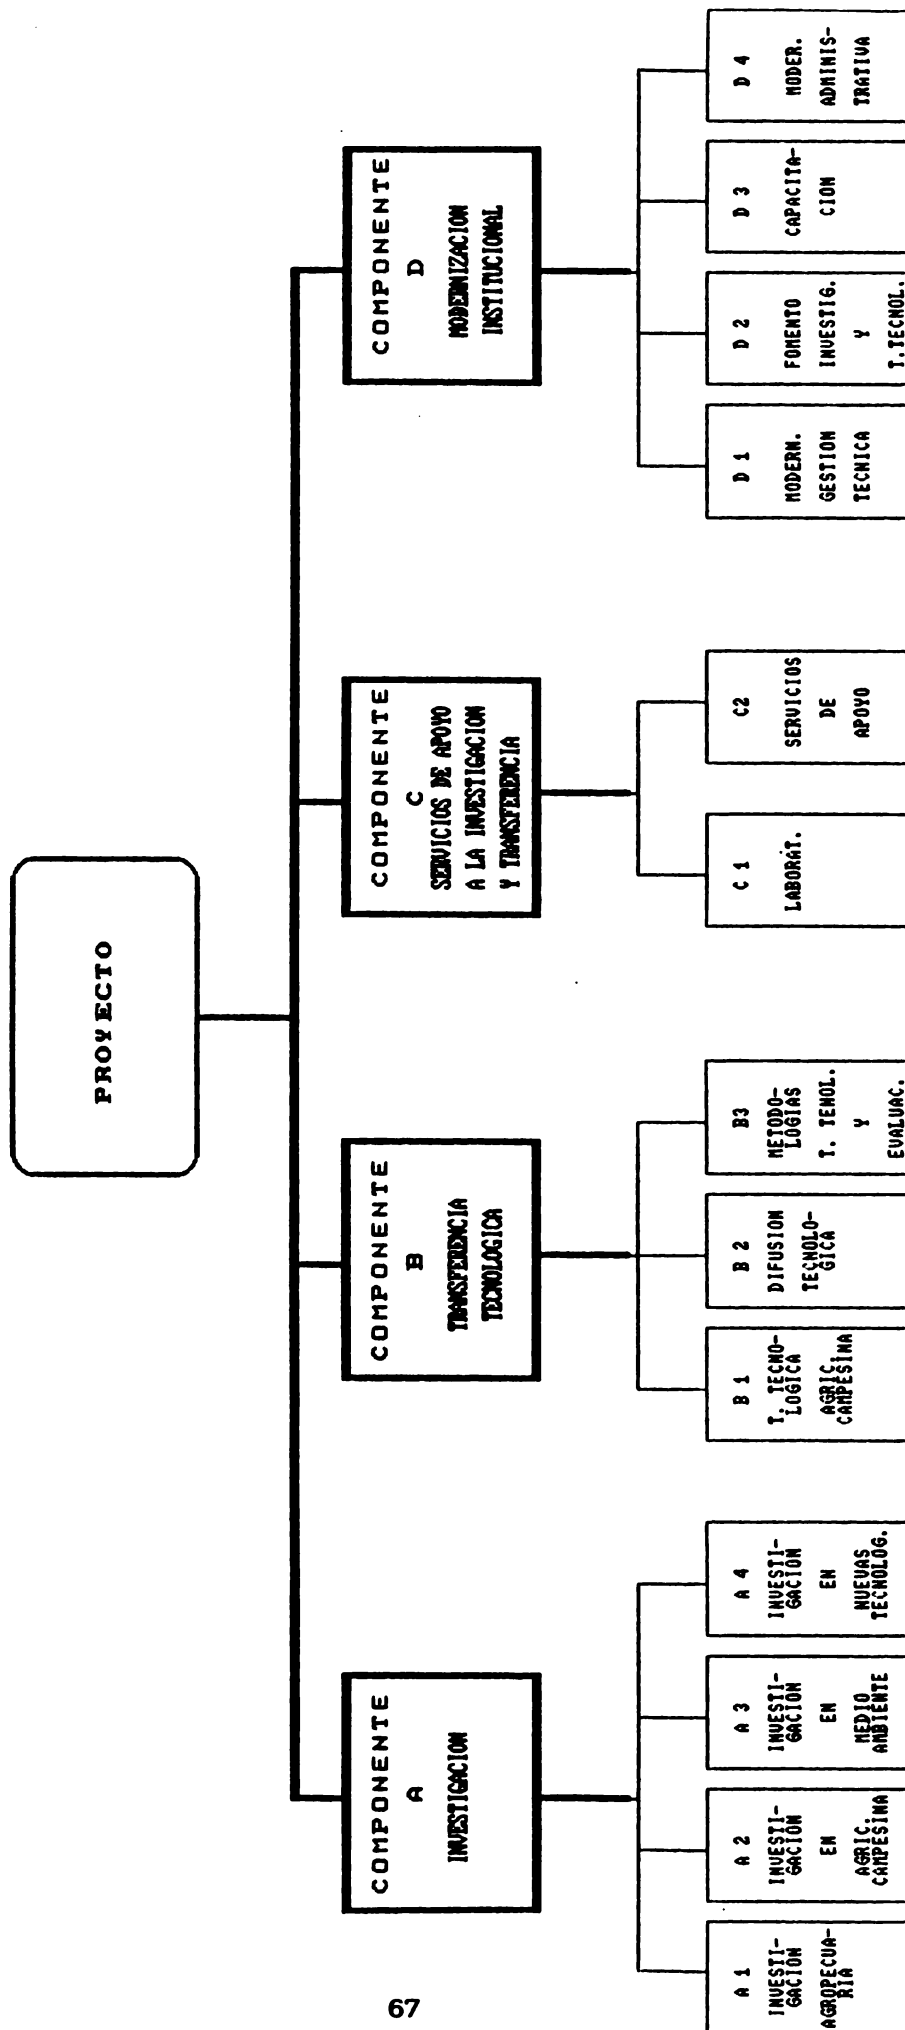 PROYECTO
COMPONENTE
A
INVESTIGACION
COMPONENTE
B
TRANSFERENCIA
TECNOLOGICA
COMPONENTE
C
SERVICIOS DE APOYO
A LA INVESTIGACION
Y TRANSFERENCIA
COMPONENTE
D
MODERNIZACION
INSTITUCIONAL
A 1
INVESTI-
GACION
AGROPECUA-
RIA
A 2
INVESTI-
GACION
EN
AGRIC.
CAMPESINA
A 3
INVESTI-
GACION
EN
MEDIO
AMBIENTE
A 4
INVESTI-
GACION
EN
NUEVAS
TECNOLOG.
B 1
T. TECNO-
LOGICA
AGRIC.
CAMPESINA
B 2
DIFUSION
TECNOLO-
GICA
B3
METODO-
LOGIAS
T. TENOL.
Y
EVALUAC.
C 1
LABORAT.
C2
SERVICIOS
DE
APOYO
D 1
MODERN.
GESTION
TECNICA
D 2
FOMENTO
INVESTIG.
Y
T.TECNOL.
D 3
CAPACITA-
CION
D 4
MODER.
ADMINIS-
TRATIVA
67